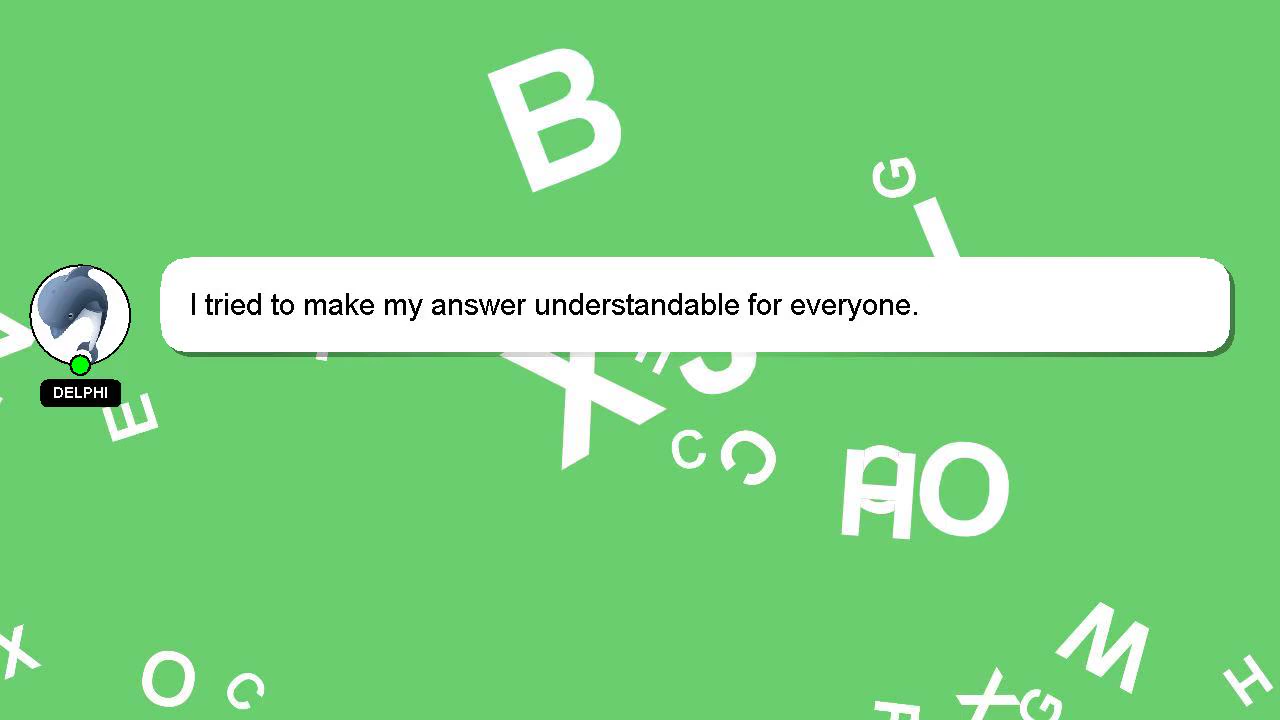 B
G
I tried to make my answer understandable for everyone.
DELPHI
E
X
C
C
H
O
M
X
O
C
H
X
G